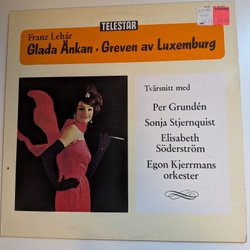 TELESTAR
Franz Lehár
Glada Änkan • Greven av Luxemburg
Tvärsnitt med
Per Grundén
Sonja Stjernquist
Elisabeth
Söderström
Egon Kjerrmans
orkester